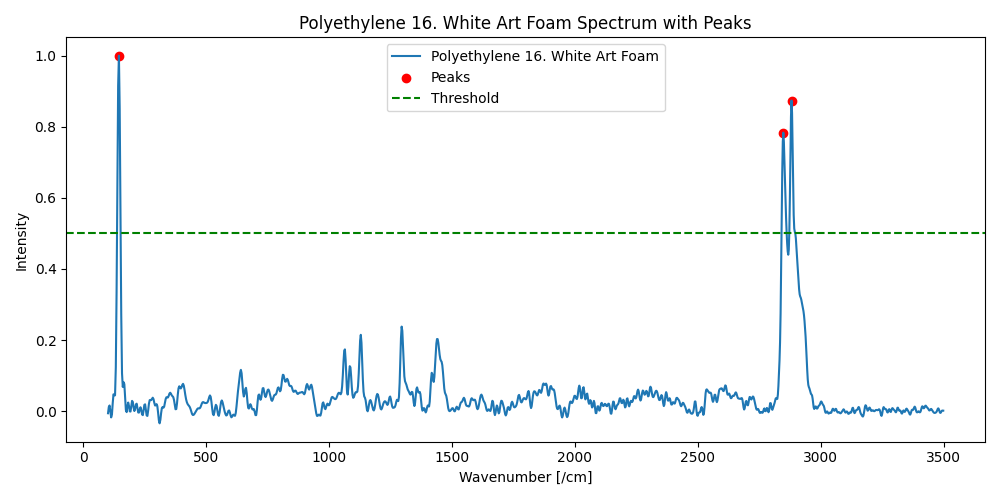 Polyethylene 16. White Art Foam Spectrum with Peaks
Polyethylene 16. White Art Foam
Peaks
Threshold
Intensity
1.0
0.8
0.6
0.4
0.2
0.0
0 500 1000 1500 2000 2500 3000 3500
Wavenumber [/cm]